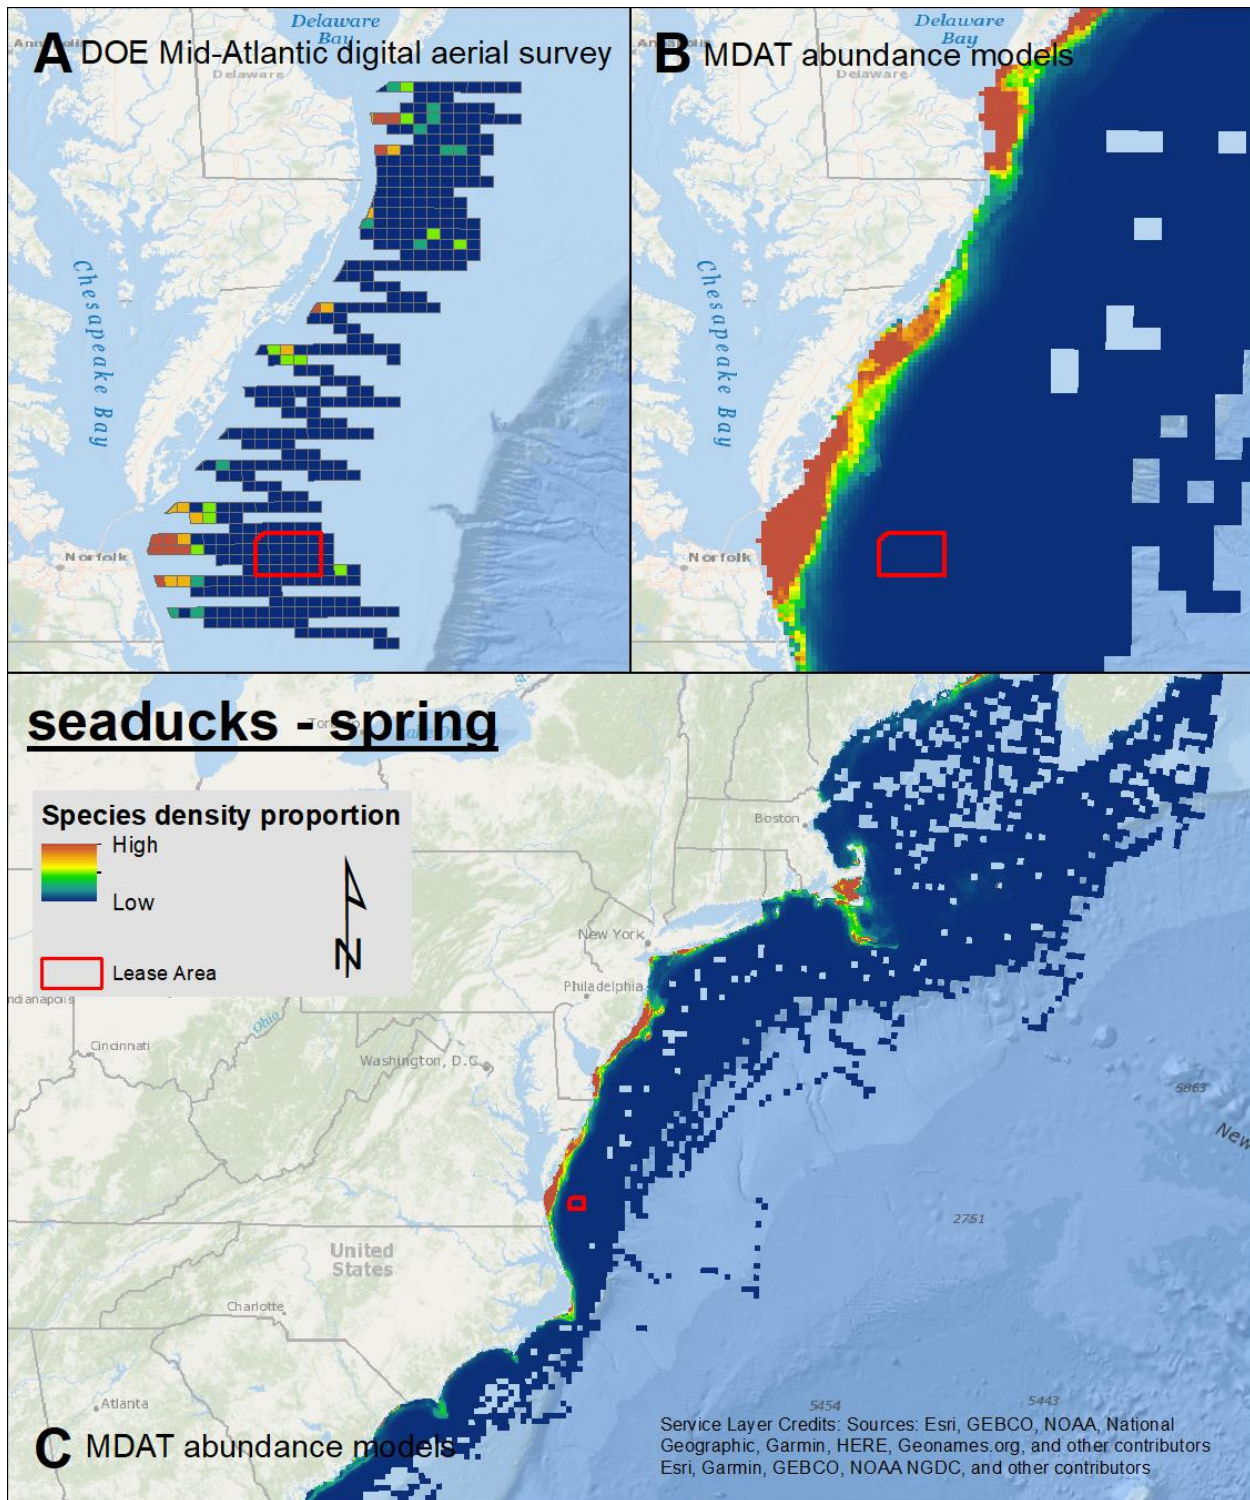 Delaware
Bay
A DOE Mid-Atlantic digital aerial survey
Delaware
Chesapeake Bay
Norfolk
Delaware
Bay
B MDAT abundance models
Delaware
Chesapeake Bay
Norfolk
seaducks - spring
Species density proportion
High
Low
N
Lease Area
Boston
New York
Philadelphia
ndianapolis
Ohio
Cincinnati
Washington, D.C.
5863
New
2751
United
States
Charlotte
Atlanta
5454
5443
C MDAT abundance models
Service Layer Credits: Sources: Esri, GEBCO, NOAA, National
Geographic, Garmin, HERE, Geonames.org, and other contributors
Esri, Garmin, GEBCO, NOAA NGDC, and other contributors